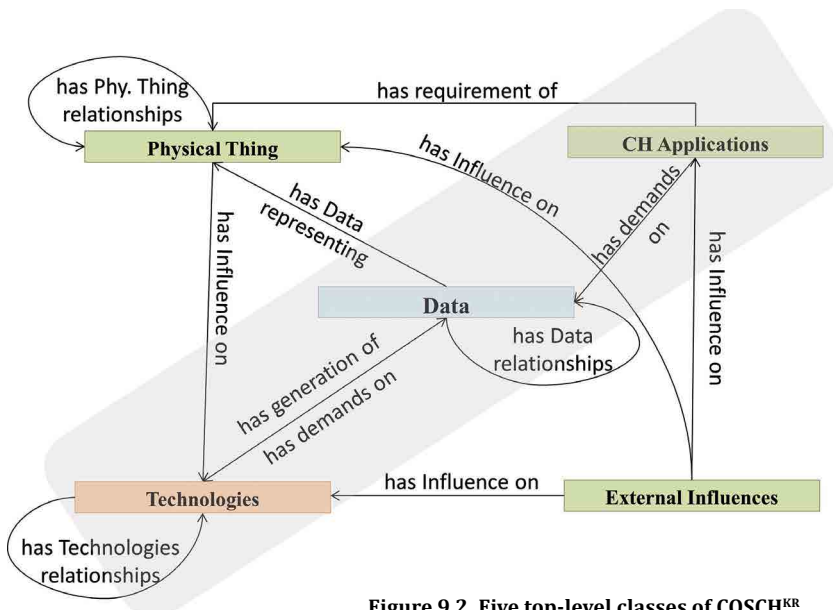 has Phy. Thing
relationships
has requirement of
Physical Thing
CH Applications
has Influence on
has demands
on
has Data
representing
has Influence on
has Influence on
Data
has Data
relationships
has generation of
has demands on
Technologies
has Influence on
External Influences
has Technologies
relationships
Figure 9.2. Five top-level classes of COSCHᴷᴿ